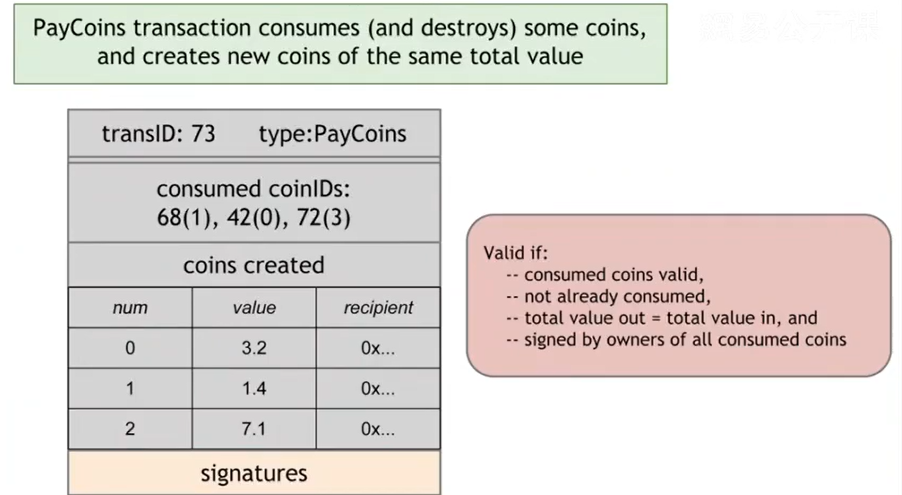 PayCoins transaction consumes (and destroys) some coins,
and creates new coins of the same total value
transID: 73 type:PayCoins
consumed coinIDs:
68(1), 42(0), 72(3)
coins created
num value recipient
0 3.2 0x...
1 1.4 0x...
2 7.1 0x...
signatures
Valid if:
-- consumed coins valid,
-- not already consumed,
-- total value out = total value in, and
-- signed by owners of all consumed coins